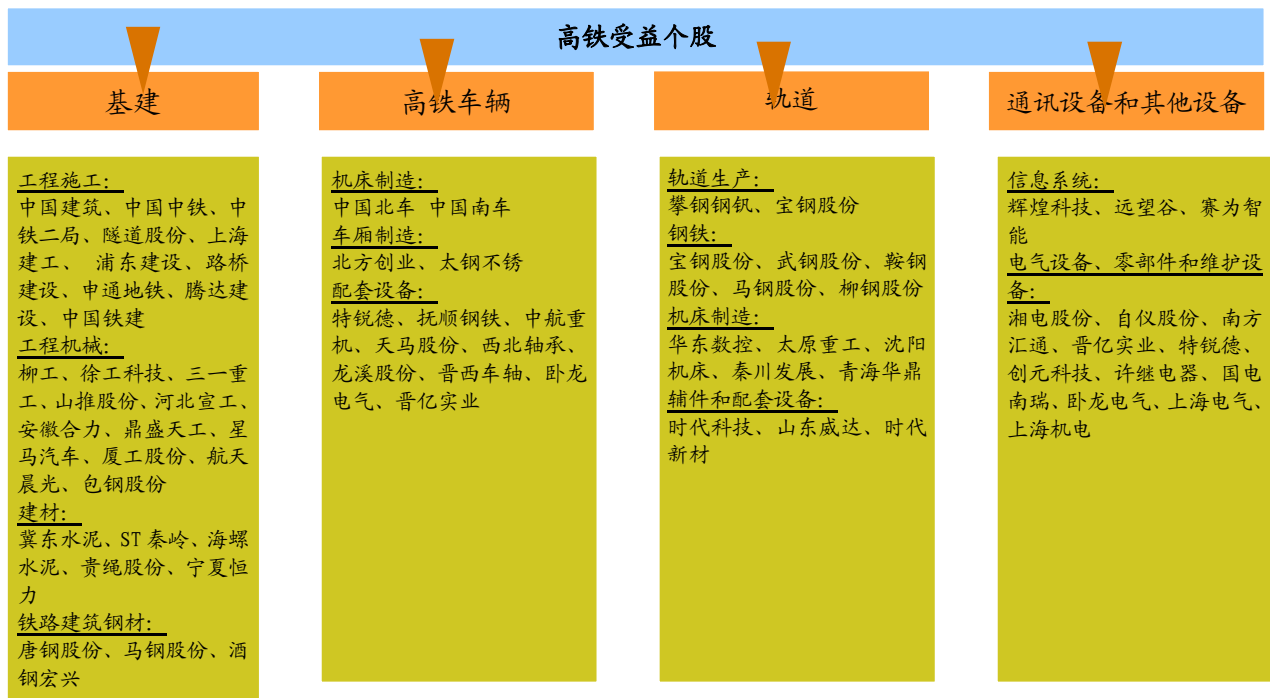 高铁受益个股
基建
工程施工：
中国建筑、中国中铁、中
铁二局、隧道股份、上海
建工、 浦东建设、路桥
建设、申通地铁、腾达建
设、中国铁建
工程机械：
柳工、徐工科技、三一重
工、山推股份、河北宣工、
安徽合力、鼎盛天工、星
马汽车、厦工股份、航天
晨光、包钢股份
建材：
冀东水泥、ST 秦岭、海螺
水泥、贵绳股份、宁夏恒
力
铁路建筑钢材：
唐钢股份、马钢股份、酒
钢宏兴
高铁车辆
机床制造：
中国北车 中国南车
车厢制造：
北方创业、太钢不锈
配套设备：
特锐德、抚顺钢铁、中航重
机、天马股份、西北轴承、
龙溪股份、晋西车轴、卧龙
电气、晋亿实业
轨道
轨道生产：
攀钢钢钒、宝钢股份
钢铁：
宝钢股份、武钢股份、鞍钢
股份、马钢股份、柳钢股份
机床制造：
华东数控、太原重工、沈阳
机床、秦川发展、青海华鼎
辅件和配套设备：
时代科技、山东威达、时代
新材
通讯设备和其他设备
信息系统：
辉煌科技、远望谷、赛为智
能
电气设备、零部件和维护设
备：
湘电股份、自仪股份、南方
汇通、晋亿实业、特锐德、
创元科技、许继电器、国电
南瑞、卧龙电气、上海电气、
上海机电